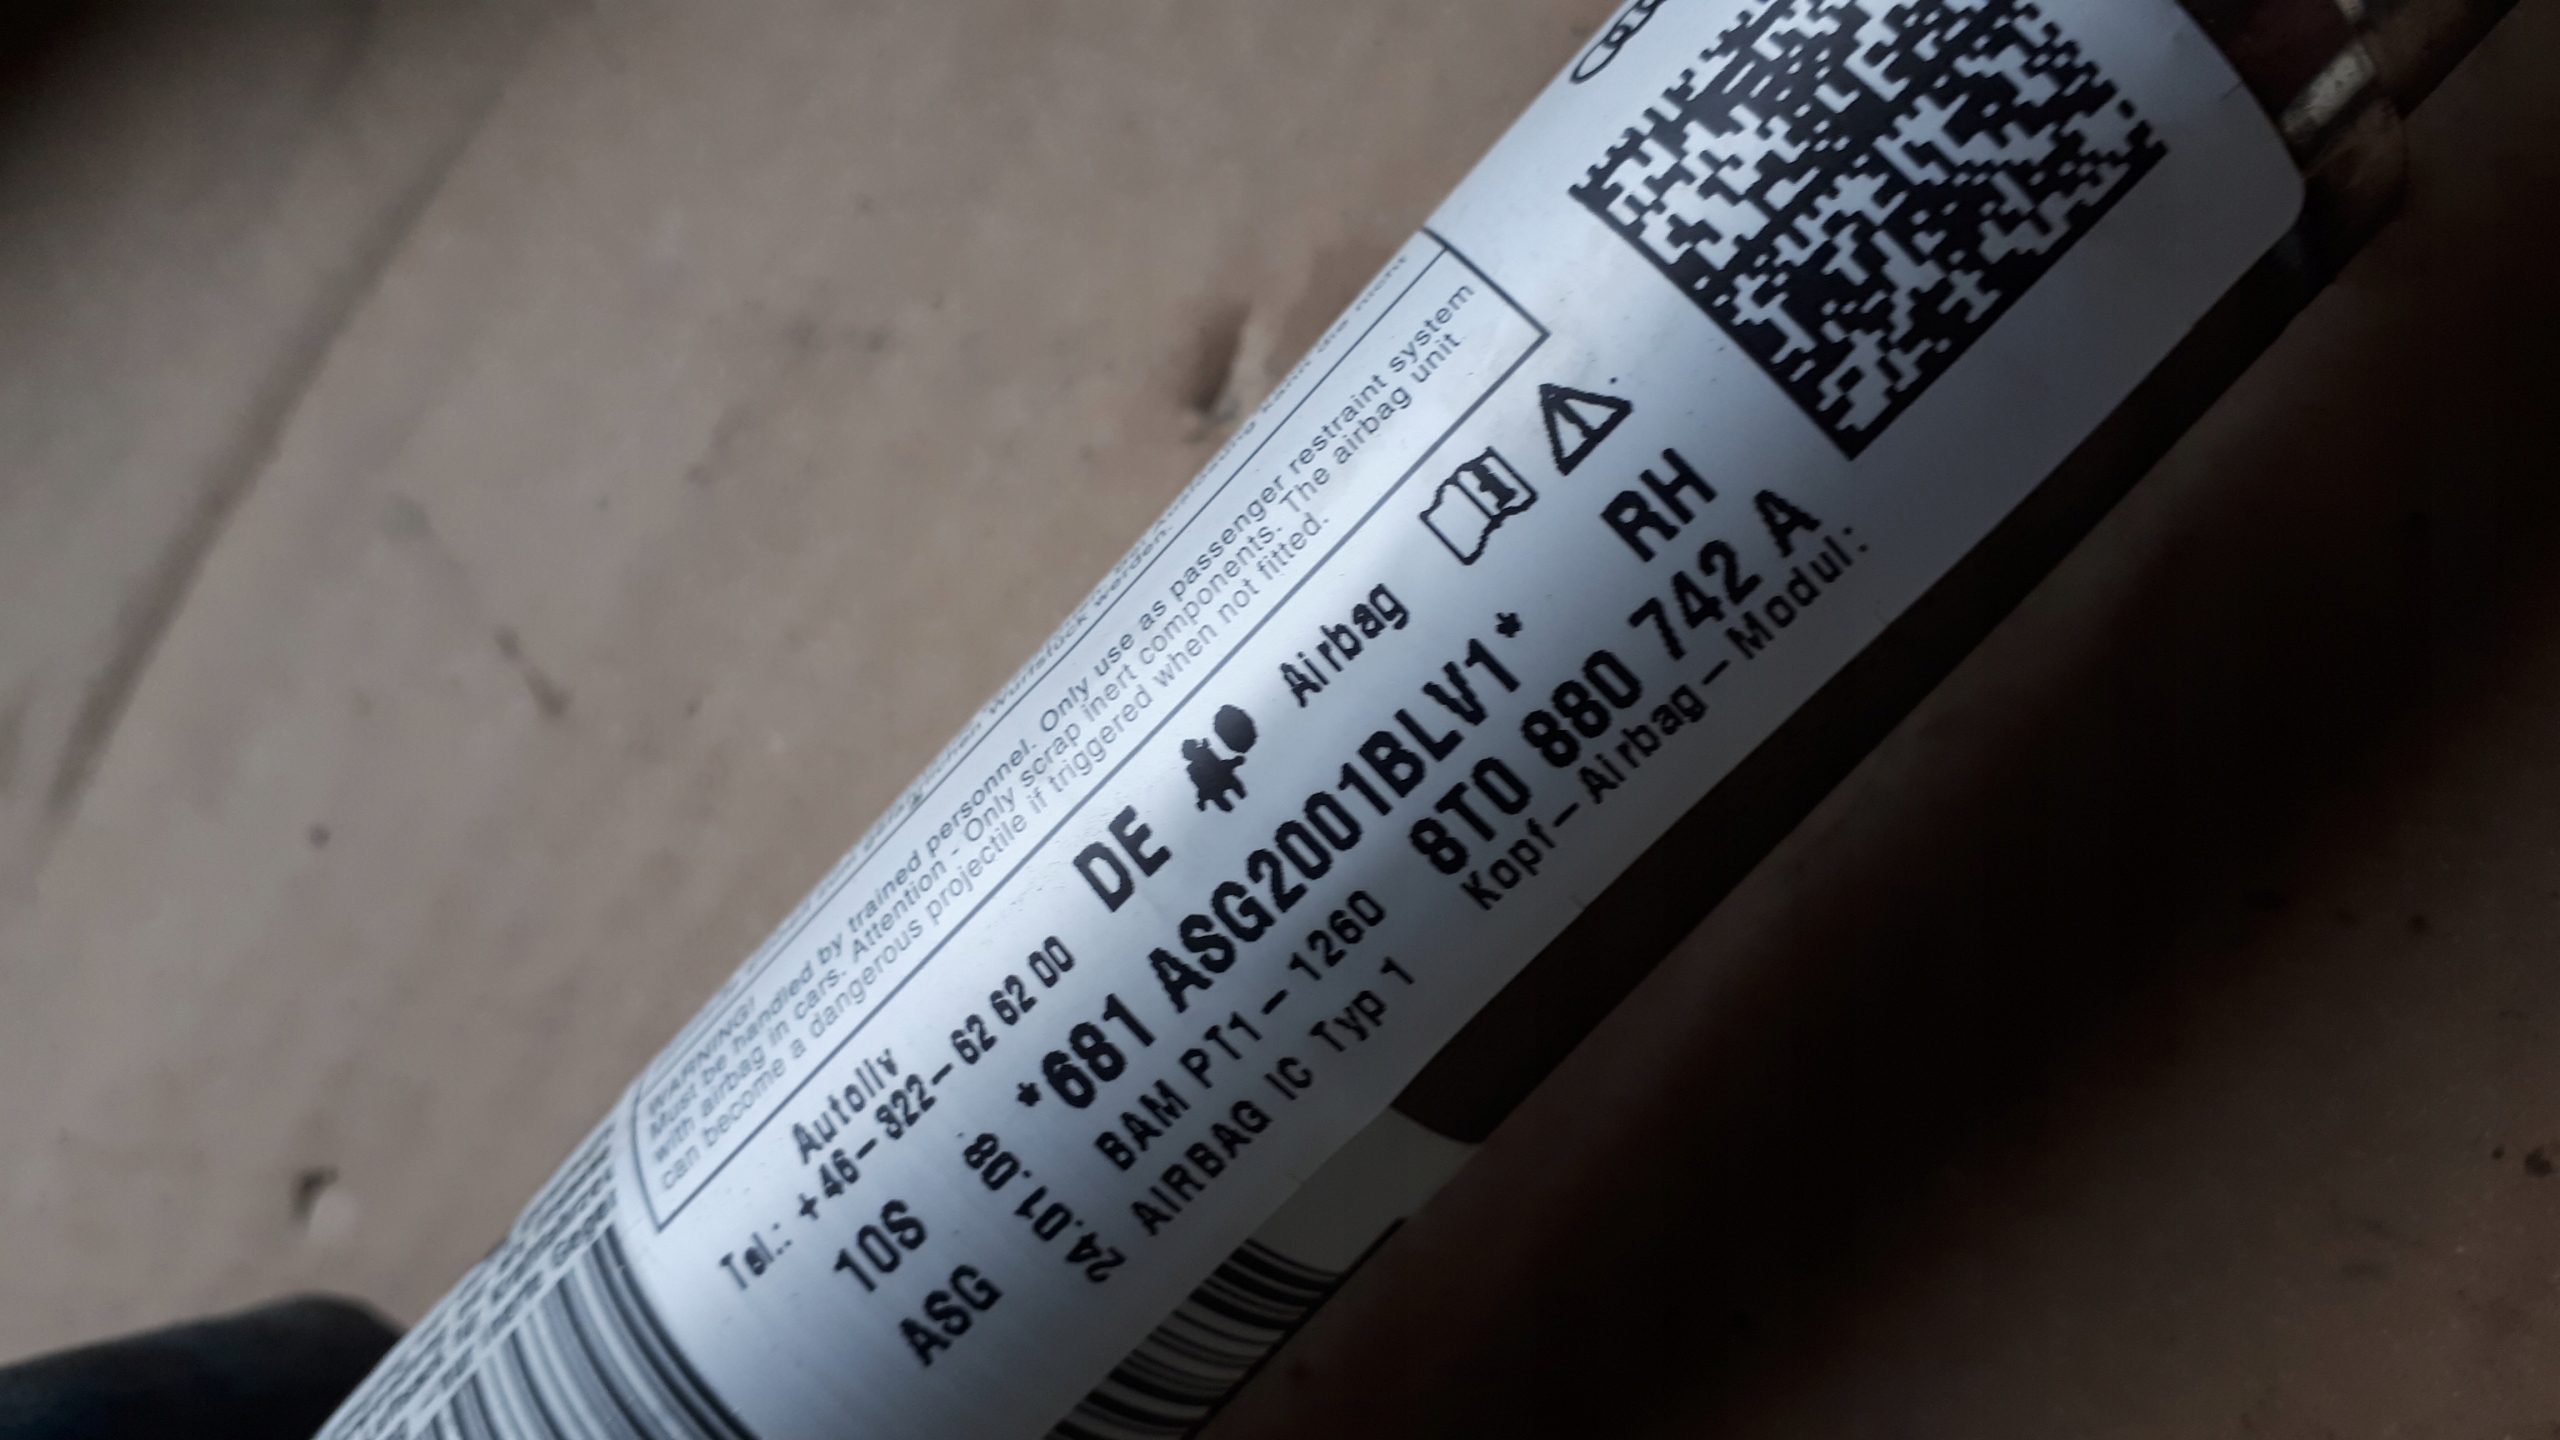 WARNING!
Must be handled by trained personnel. Only use as passenger restraint system
with airbag in cars. Attention - Only scrap inert components. The airbag unit
can become a dangerous projectile if triggered when not fitted.
Autoliv
Tel.: +46-322-62 62 00
DE
Airbag
10S
ASG
24.01.08
*681 ASG2001BLV1*
RH
BAM PT1-1260
8T0 880 742 A
AIRBAG IC Typ 1
Kopf-Airbag-Modul: